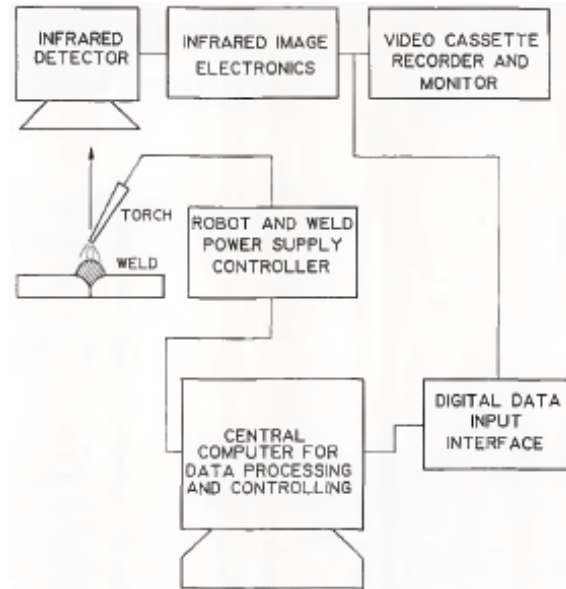 INFRARED
DETECTOR
INFRARED IMAGE
ELECTRONICS
VIDEO CASSETTE
RECORDER AND
MONITOR
TORCH
WELD
ROBOT AND WELD
POWER SUPPLY
CONTROLLER
CENTRAL
COMPUTER FOR
DATA PROCESSING
AND CONTROLLING
DIGITAL DATA
INPUT
INTERFACE